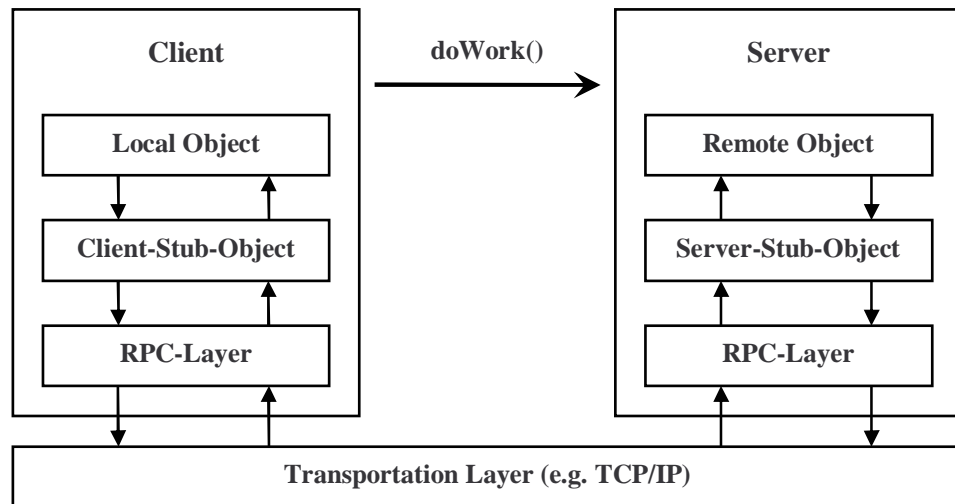 Client
doWork()
Server
Local Object
Remote Object
Client-Stub-Object
Server-Stub-Object
RPC-Layer
RPC-Layer
Transportation Layer (e.g. TCP/IP)